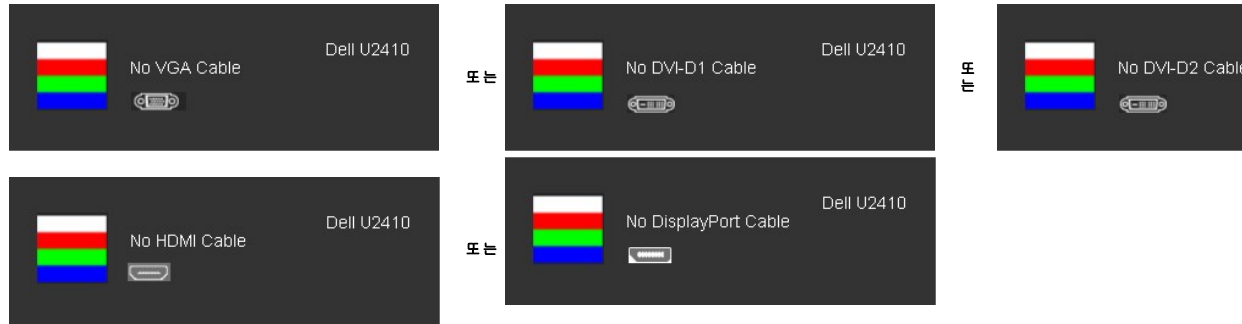 Dell U2410
No VGA Cable
또는
Dell U2410
No DVI-D1 Cable
또는
No DVI-D2 Cable
Dell U2410
No HDMI Cable
또는
Dell U2410
No DisplayPort Cable